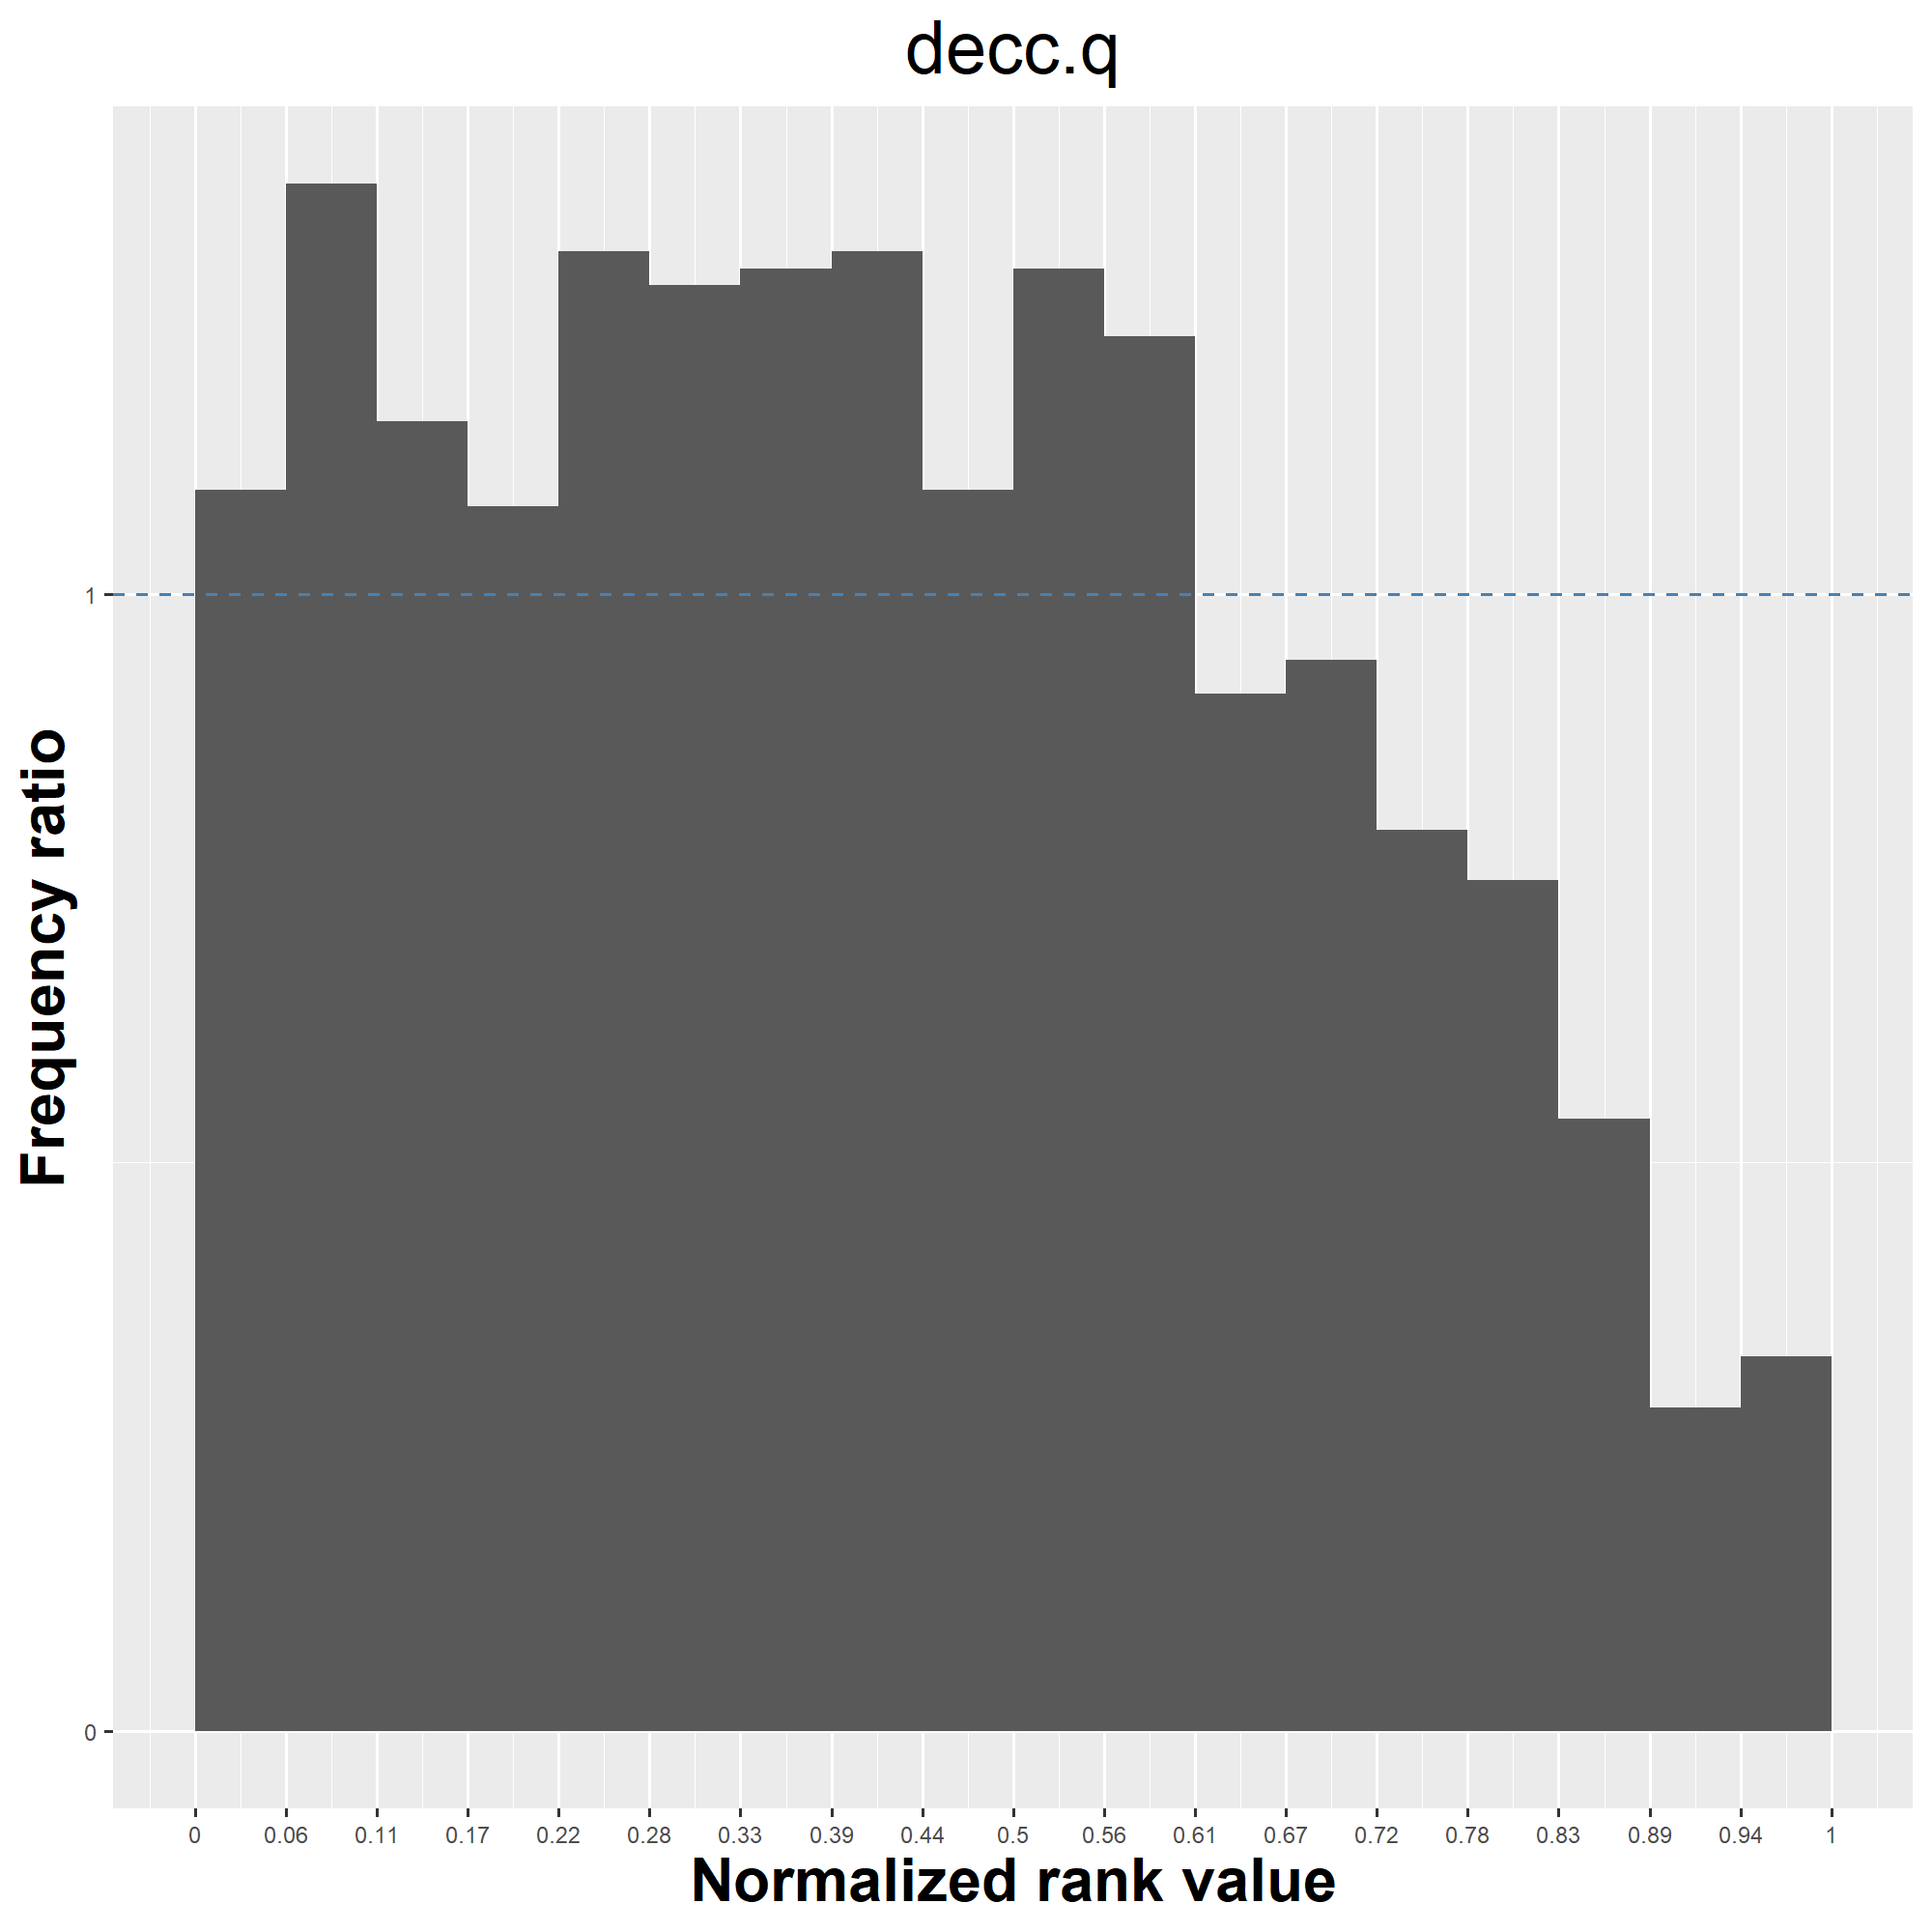 decc.q
Frequency ratio
1
0
0 0.06 0.11 0.17 0.22 0.28 0.33 0.39 0.44 0.5 0.56 0.61 0.67 0.72 0.78 0.83 0.89 0.94 1
Normalized rank value